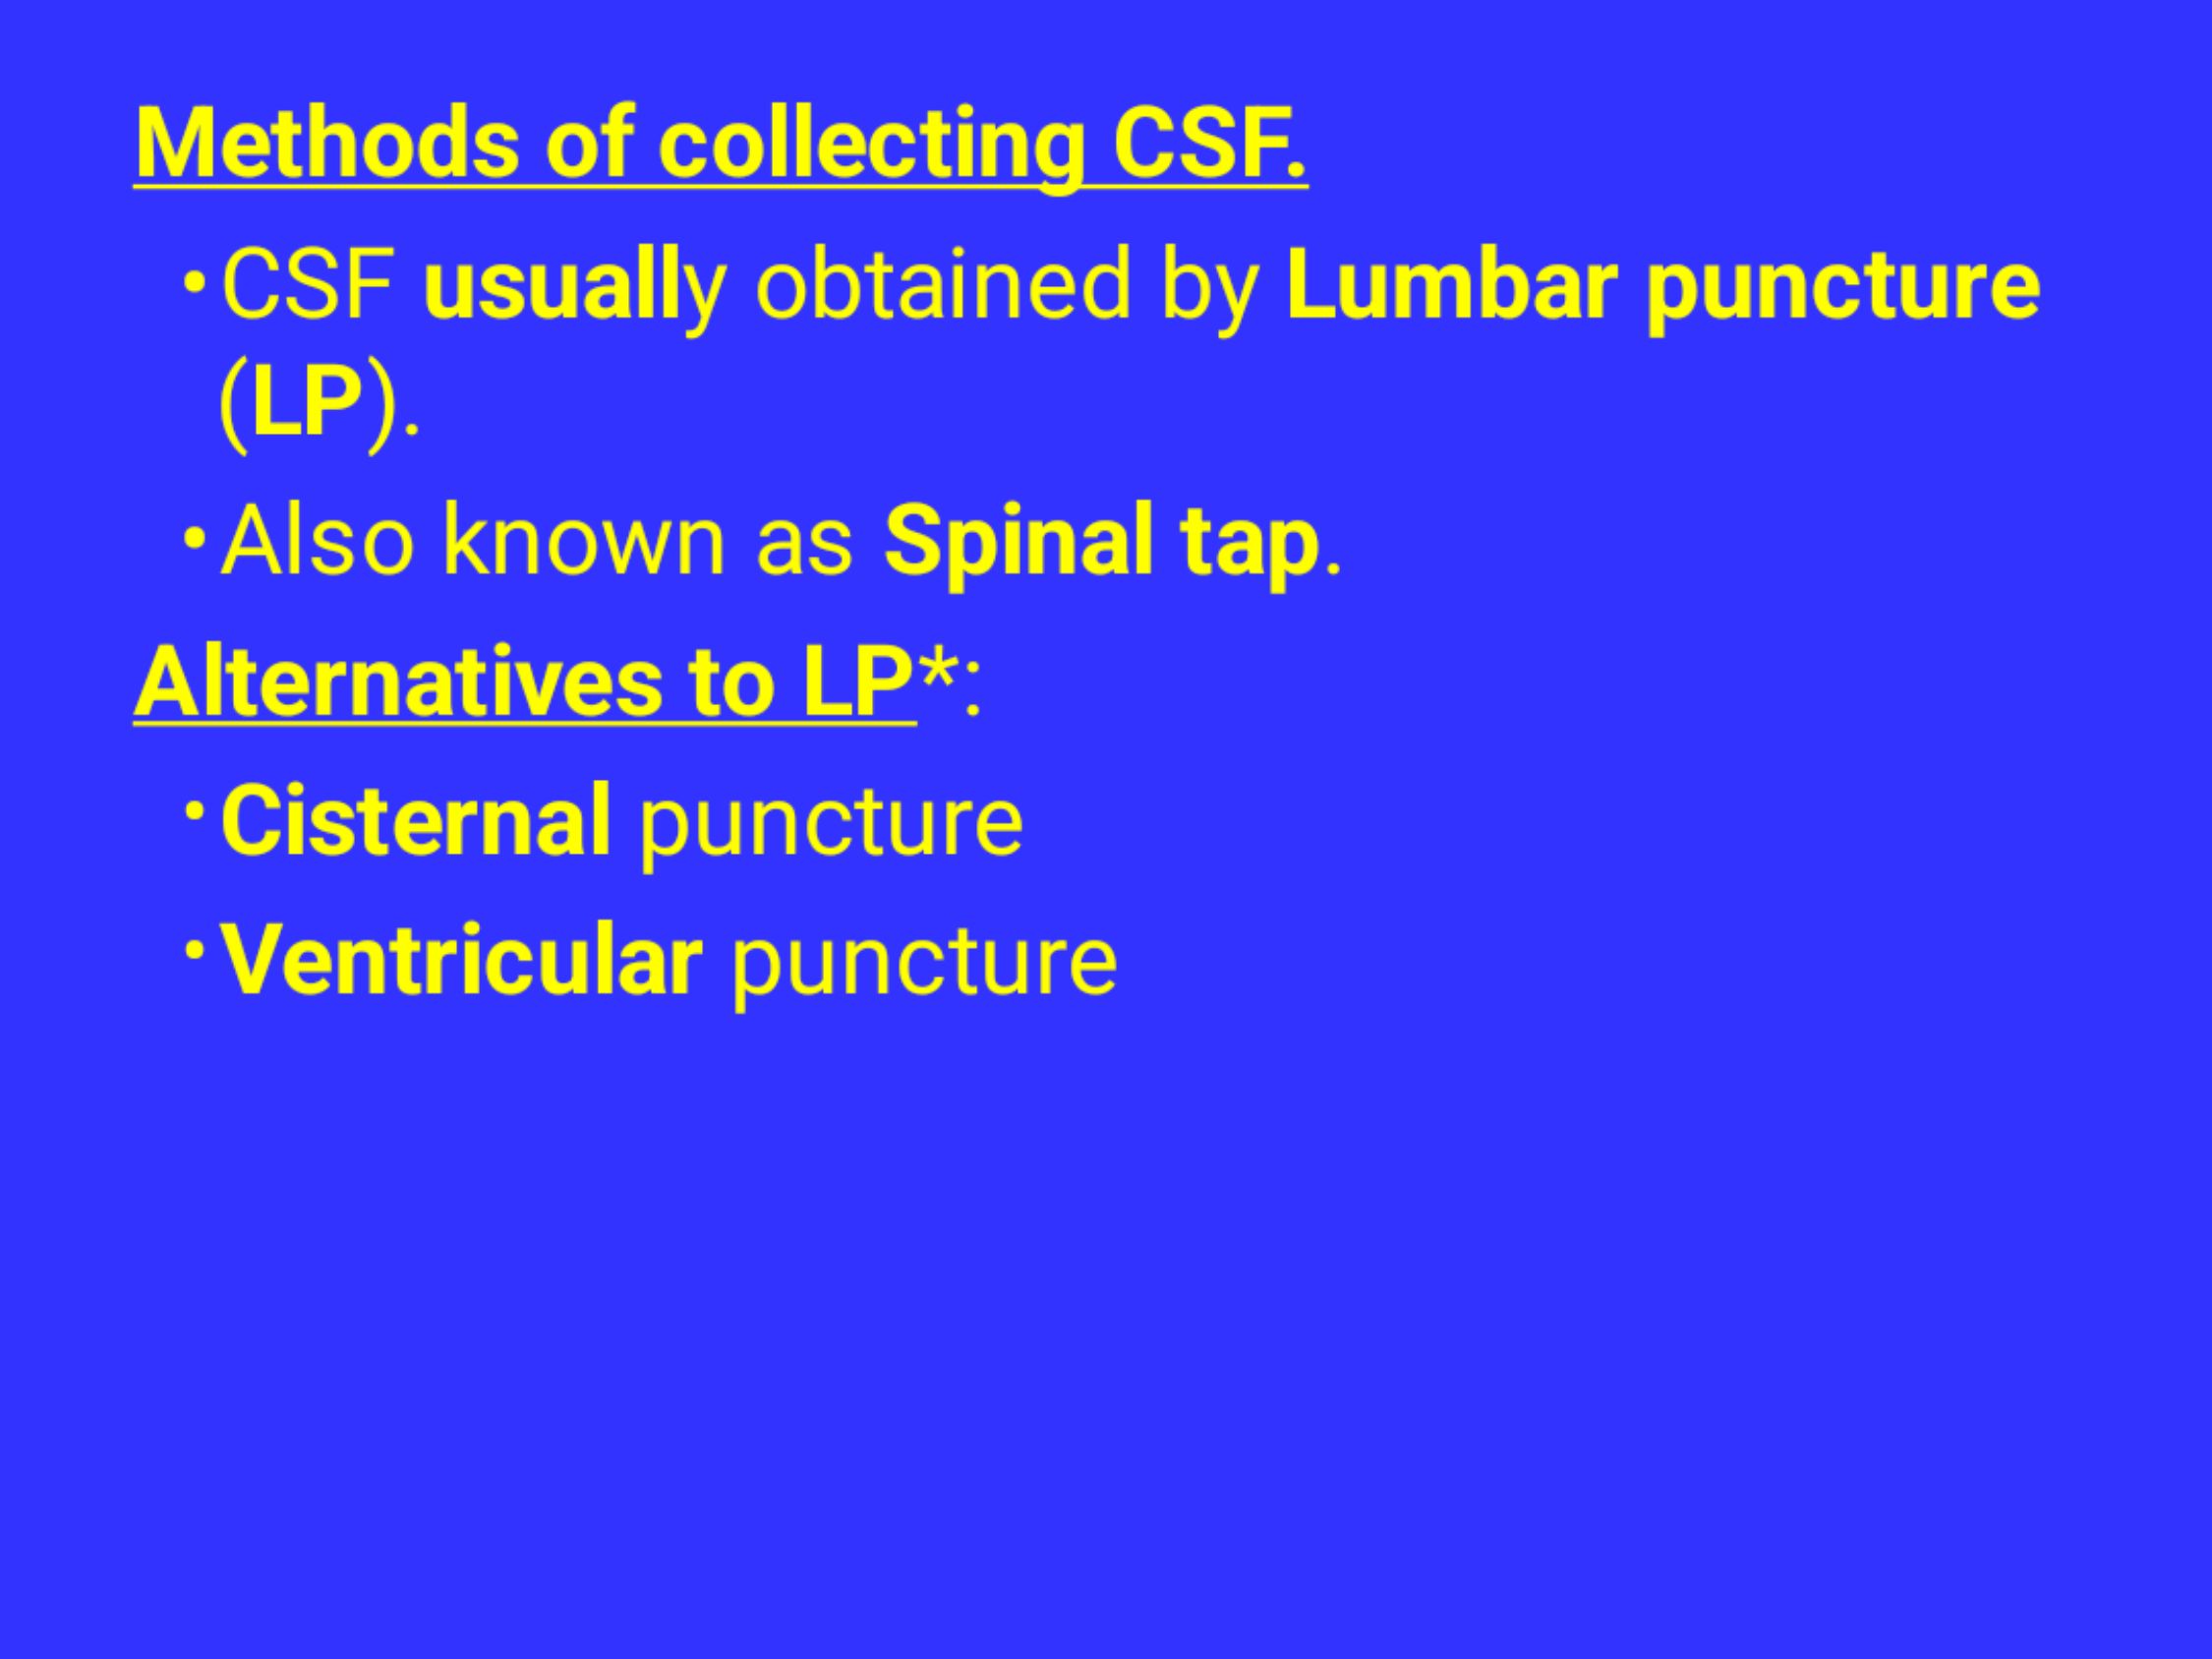 Methods of collecting CSF.
•CSF usually obtained by Lumbar puncture
(LP).
•Also known as Spinal tap.
Alternatives to LP*:
•Cisternal puncture
•Ventricular puncture